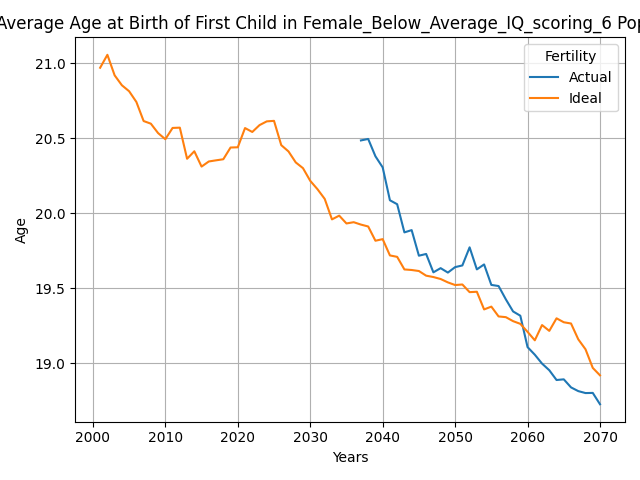 Average Age at Birth of First Child in Female_Below_Average_IQ_scoring_6
Fertility
Actual
Ideal
21.0
20.5
20.0
19.5
19.0
Age
2000 2010 2020 2030 2040 2050 2060 2070
Years